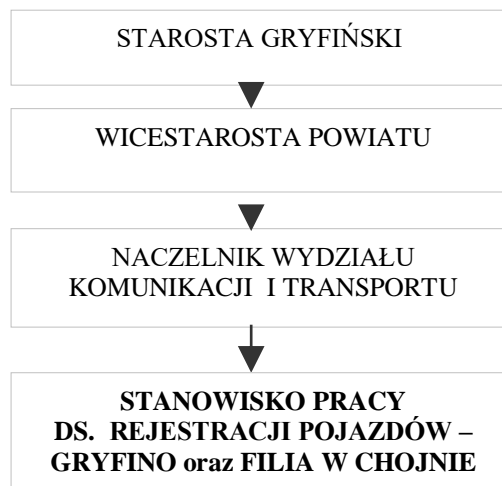 STAROSTA GRYFIŃSKI
WICESTAROSTA POWIATU
NACZELNIK WYDZIAŁU
KOMUNIKACJI I TRANSPORTU
STANOWISKO PRACY
DS. REJESTRACJI POJAZDÓW –
GRYFINO oraz FILIA W CHOJNIE